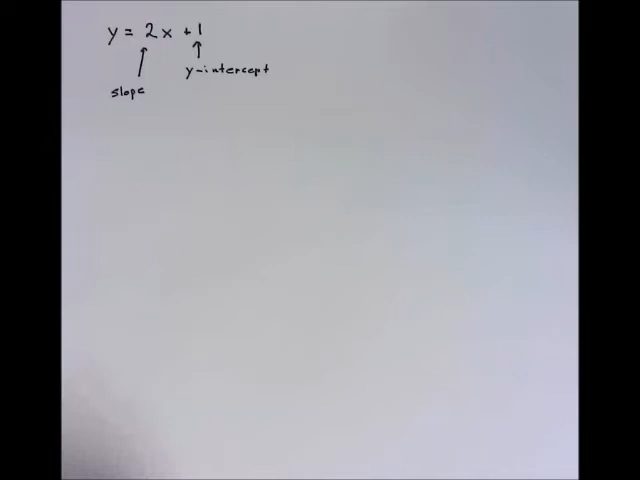 y = 2x + 1
y-intercept
slope